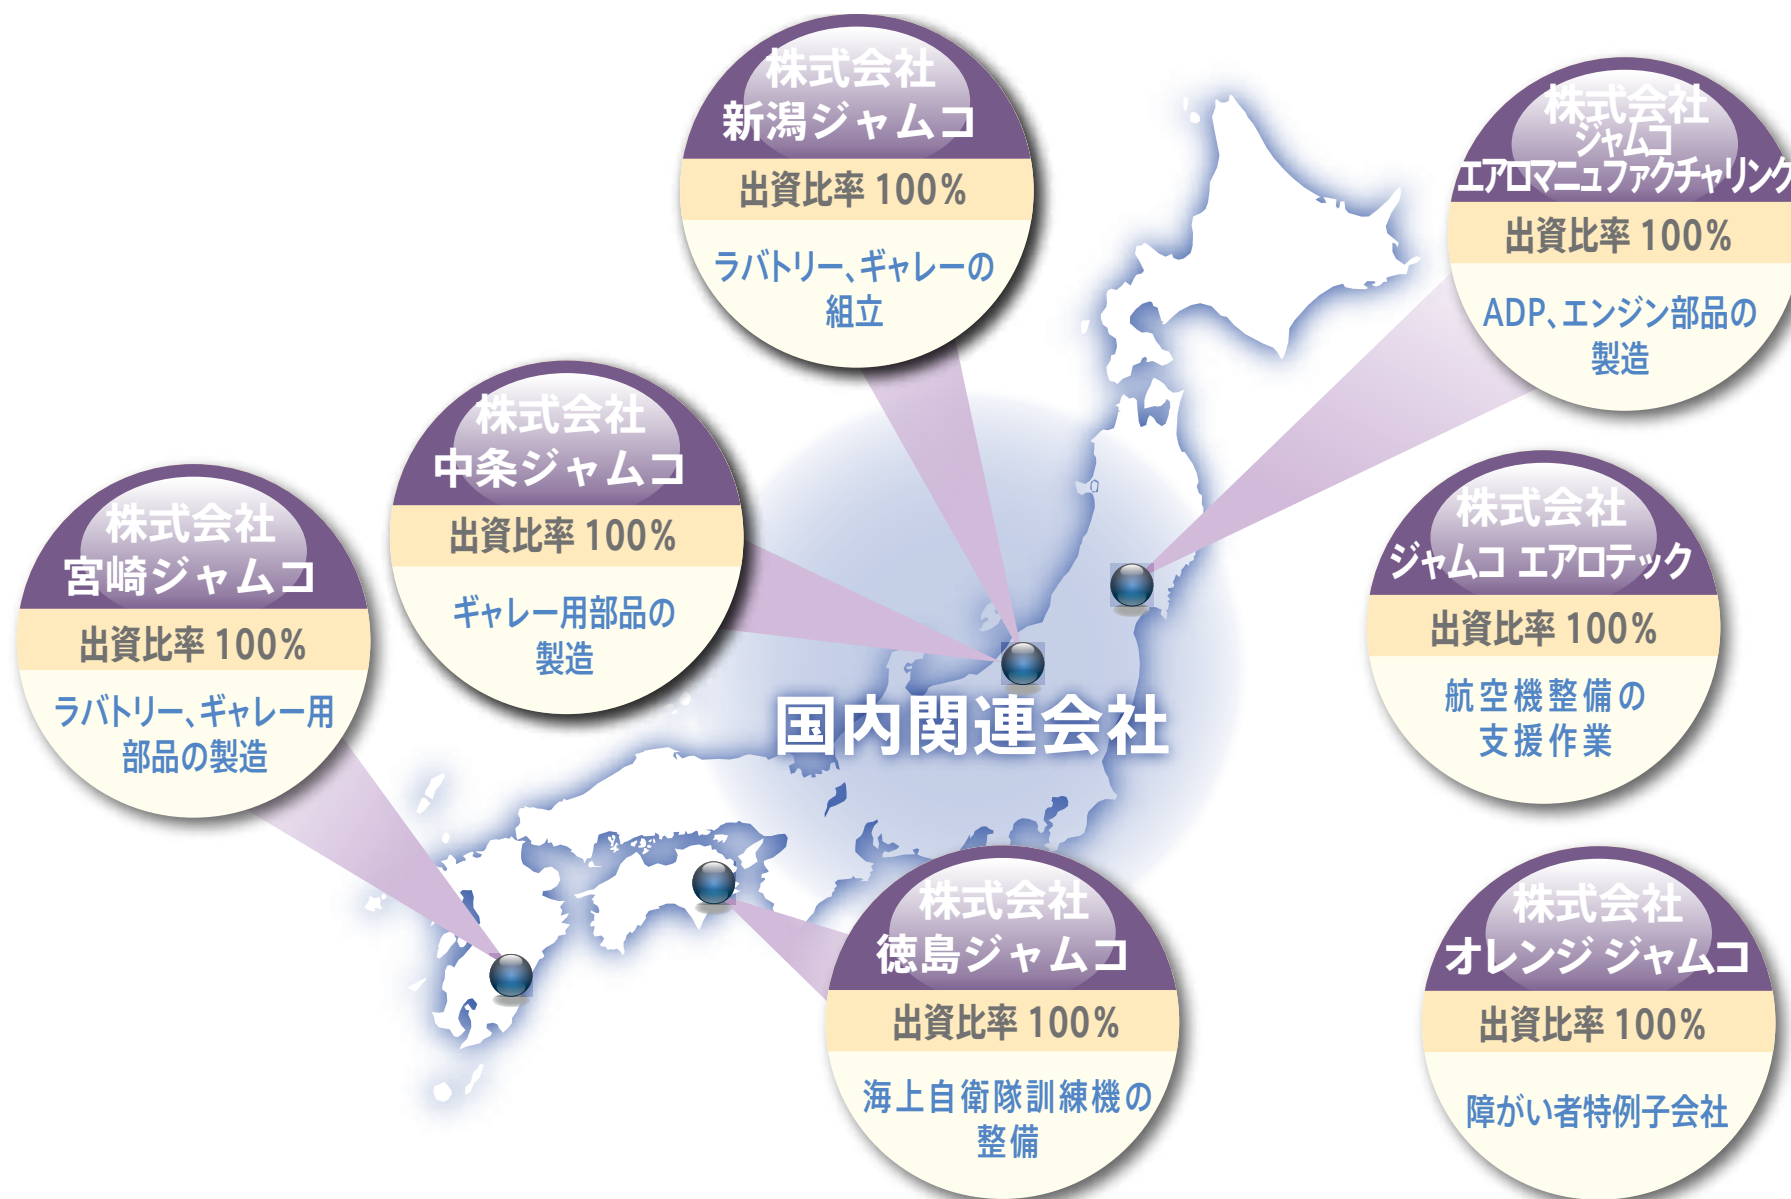 株式会社
新潟ジャムコ
出資比率 100%
ラバトリー、ギャレーの
組立
株式会社
ジャムコ
エアロマニュファクチャリング
出資比率 100%
ADP、エンジン部品の
製造
株式会社
中条ジャムコ
出資比率 100%
ギャレー用部品の
製造
株式会社
宮崎ジャムコ
出資比率 100%
ラバトリー、ギャレー用
部品の製造
株式会社
ジャムコ エアロテック
出資比率 100%
航空機整備の
支援作業
国内関連会社
株式会社
徳島ジャムコ
出資比率 100%
海上自衛隊訓練機の
整備
株式会社
オレンジ ジャムコ
出資比率 100%
障がい者特例子会社